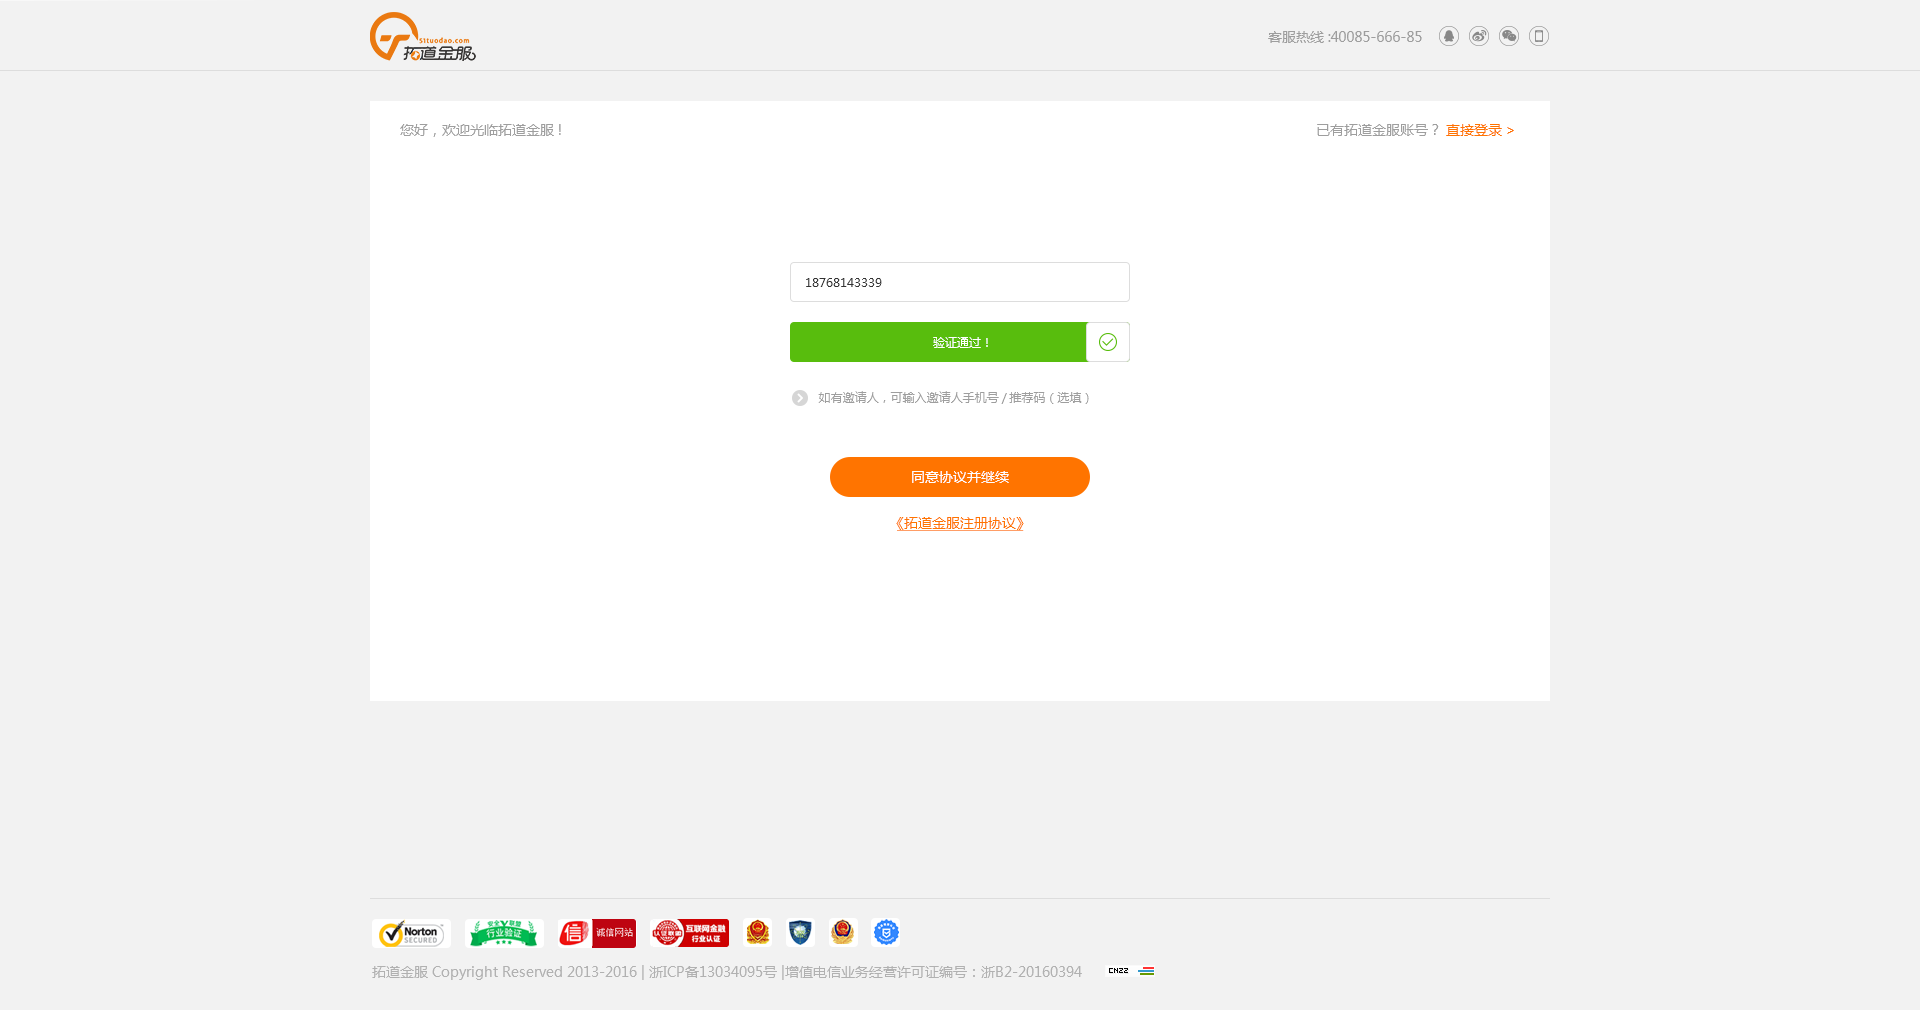 51tuodao.com
拓道金服
客服热线 :40085-666-85
您好，欢迎光临拓道金服！
已有拓道金服账号？ 直接登录 >
18768143339
验证通过！
如有邀请人，可输入邀请人手机号 / 推荐码（选填）
同意协议并继续
《拓道金服注册协议》
Norton SECURED
安全联盟 行业验证
信 诚信网站
互联网金融 行业认证
拓道金服 Copyright Reserved 2013-2016 | 浙ICP备13034095号 |增值电信业务经营许可证编号：浙B2-20160394
CNZZ